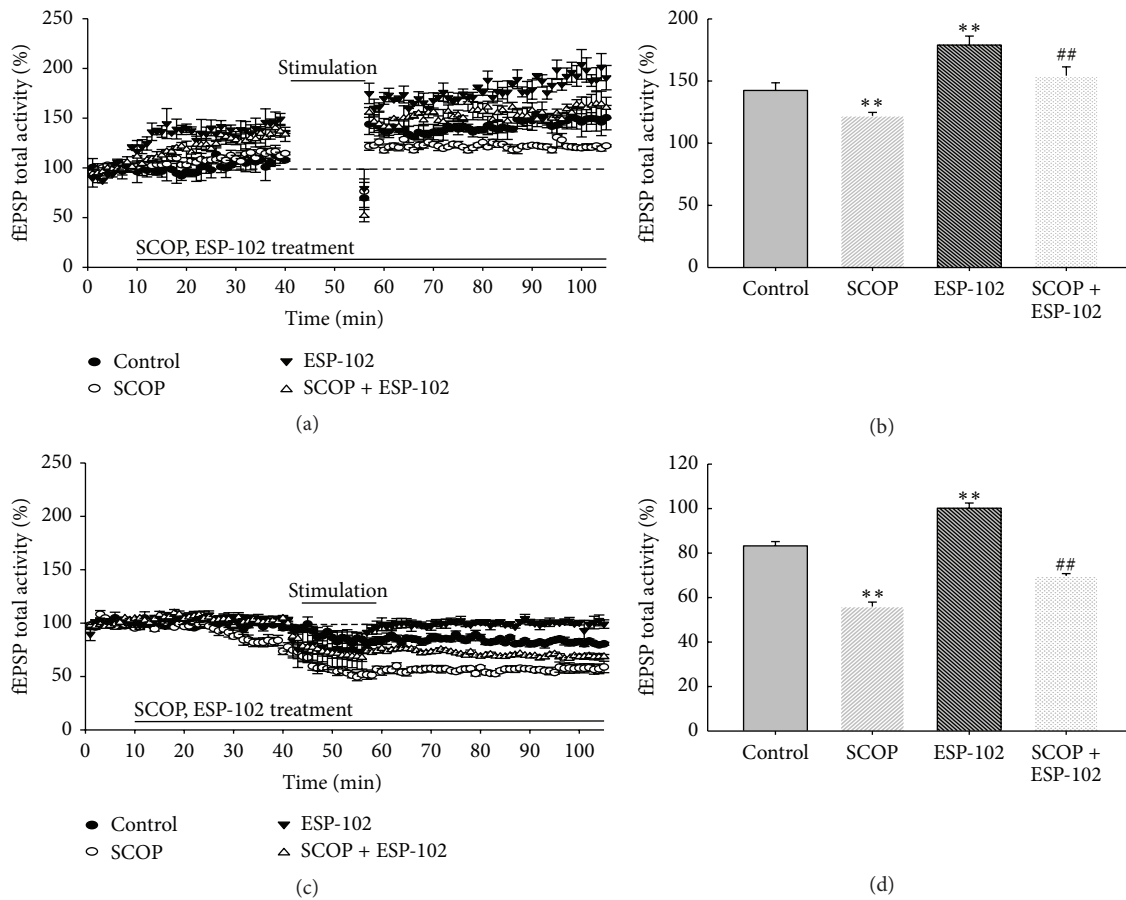 250
200
150
100
50
0
fEPSP total activity (%)
Stimulation
SCOP, ESP-102 treatment
0 10 20 30 40 50 60 70 80 90 100
Time (min)
Control
SCOP
ESP-102
SCOP + ESP-102
(a)
200
150
100
50
0
fEPSP total activity (%)
**
**
##
Control
SCOP
ESP-102
SCOP +
ESP-102
(b)
250
200
150
100
50
0
fEPSP total activity (%)
Stimulation
SCOP, ESP-102 treatment
0 10 20 30 40 50 60 70 80 90 100
Time (min)
Control
SCOP
ESP-102
SCOP + ESP-102
(c)
120
100
80
60
40
20
0
fEPSP total activity (%)
**
**
##
Control
SCOP
ESP-102
SCOP +
ESP-102
(d)